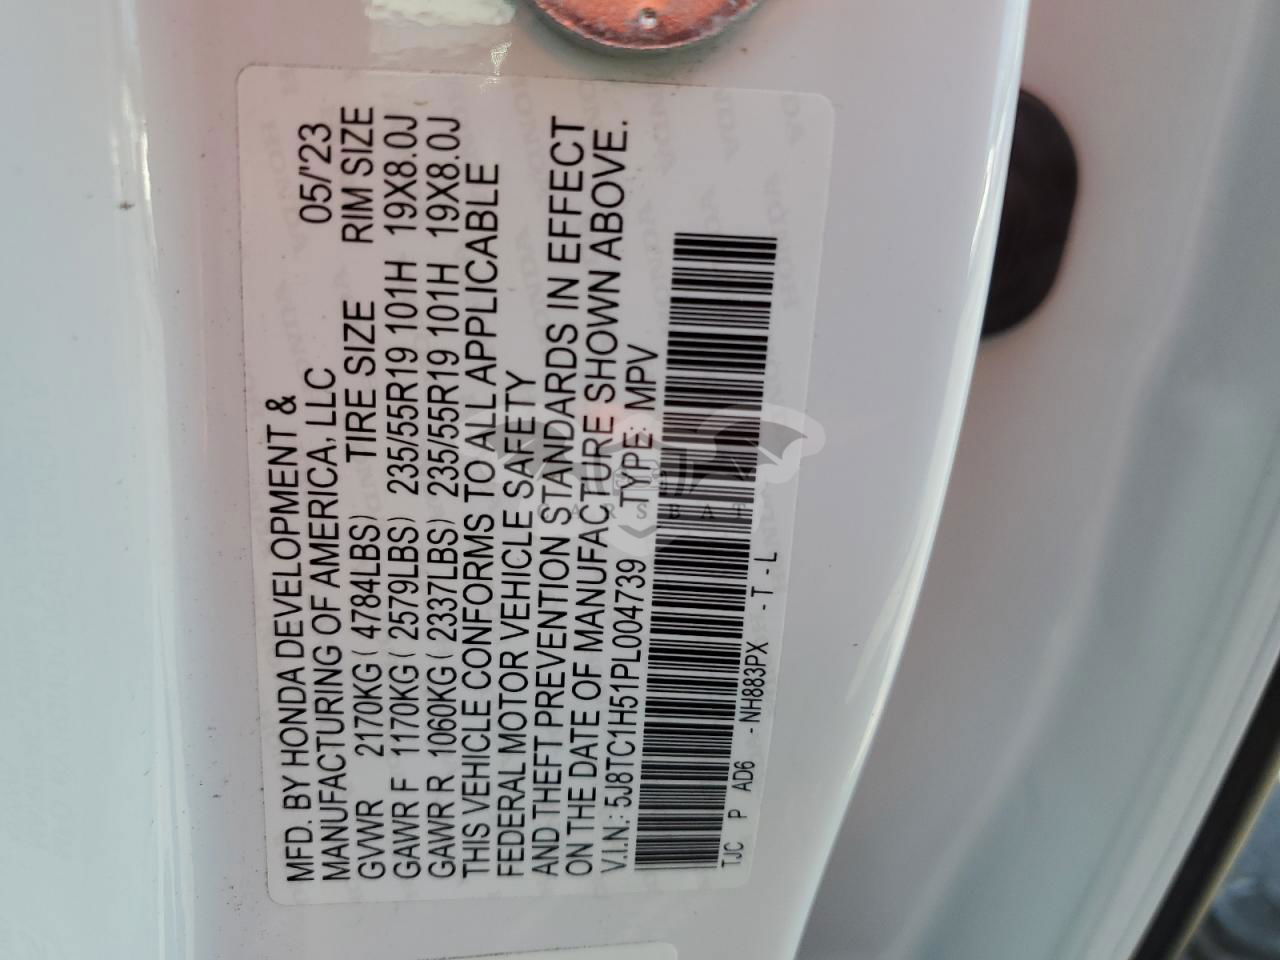 MFD. BY HONDA DEVELOPMENT &
MANUFACTURING OF AMERICA, LLC 05/'23
GVWR 2170KG ( 4784LBS) TIRE SIZE RIM SIZE
GAWR F 1170KG ( 2579LBS) 235/55R19 101H 19X8.0J
GAWR R 1060KG ( 2337LBS) 235/55R19 101H 19X8.0J
THIS VEHICLE CONFORMS TO ALL APPLICABLE
FEDERAL MOTOR VEHICLE SAFETY
AND THEFT PREVENTION STANDARDS IN EFFECT
ON THE DATE OF MANUFACTURE SHOWN ABOVE.
V.I.N.: 5J8TC1H51PL004739 TYPE: MPV
TJC P AD6 - NH883PX - T - L
CARSBAT